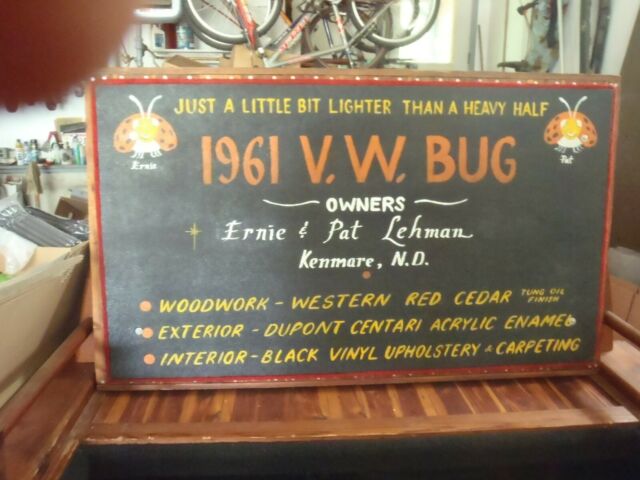 JUST A LITTLE BIT LIGHTER THAN A HEAVY HALF
Ernie
Pat
1961 V.W. BUG
OWNERS
Ernie & Pat Lehman
Kenmare, N.D.
WOODWORK - WESTERN RED CEDAR TUNG OIL FINISH
EXTERIOR - DUPONT CENTARI ACRYLIC ENAMEL
INTERIOR - BLACK VINYL UPHOLSTERY & CARPETING